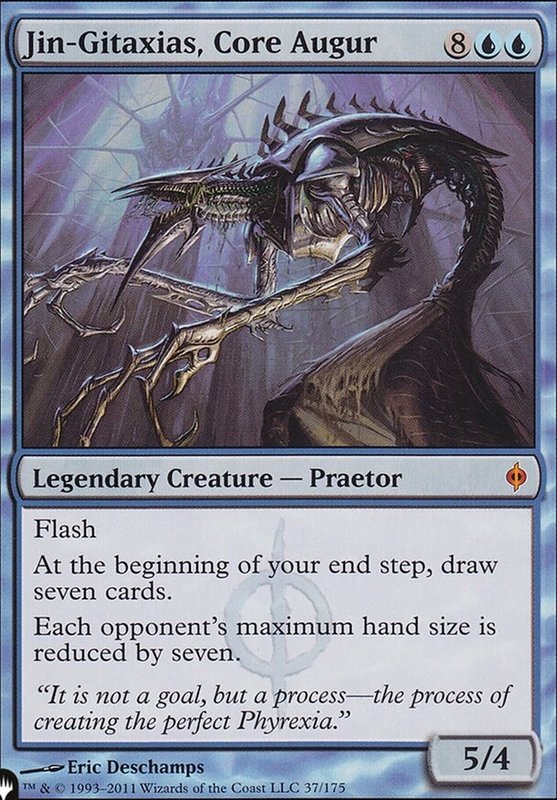 Jin-Gitaxias, Core Augur 8
Legendary Creature — Praetor
Flash
At the beginning of your end step, draw
seven cards.
Each opponent's maximum hand size is
reduced by seven.
"It is not a goal, but a process—the process of
creating the perfect Phyrexia."
5/4
Eric Deschamps
™ & © 1993–2011 Wizards of the Coast LLC 37/175